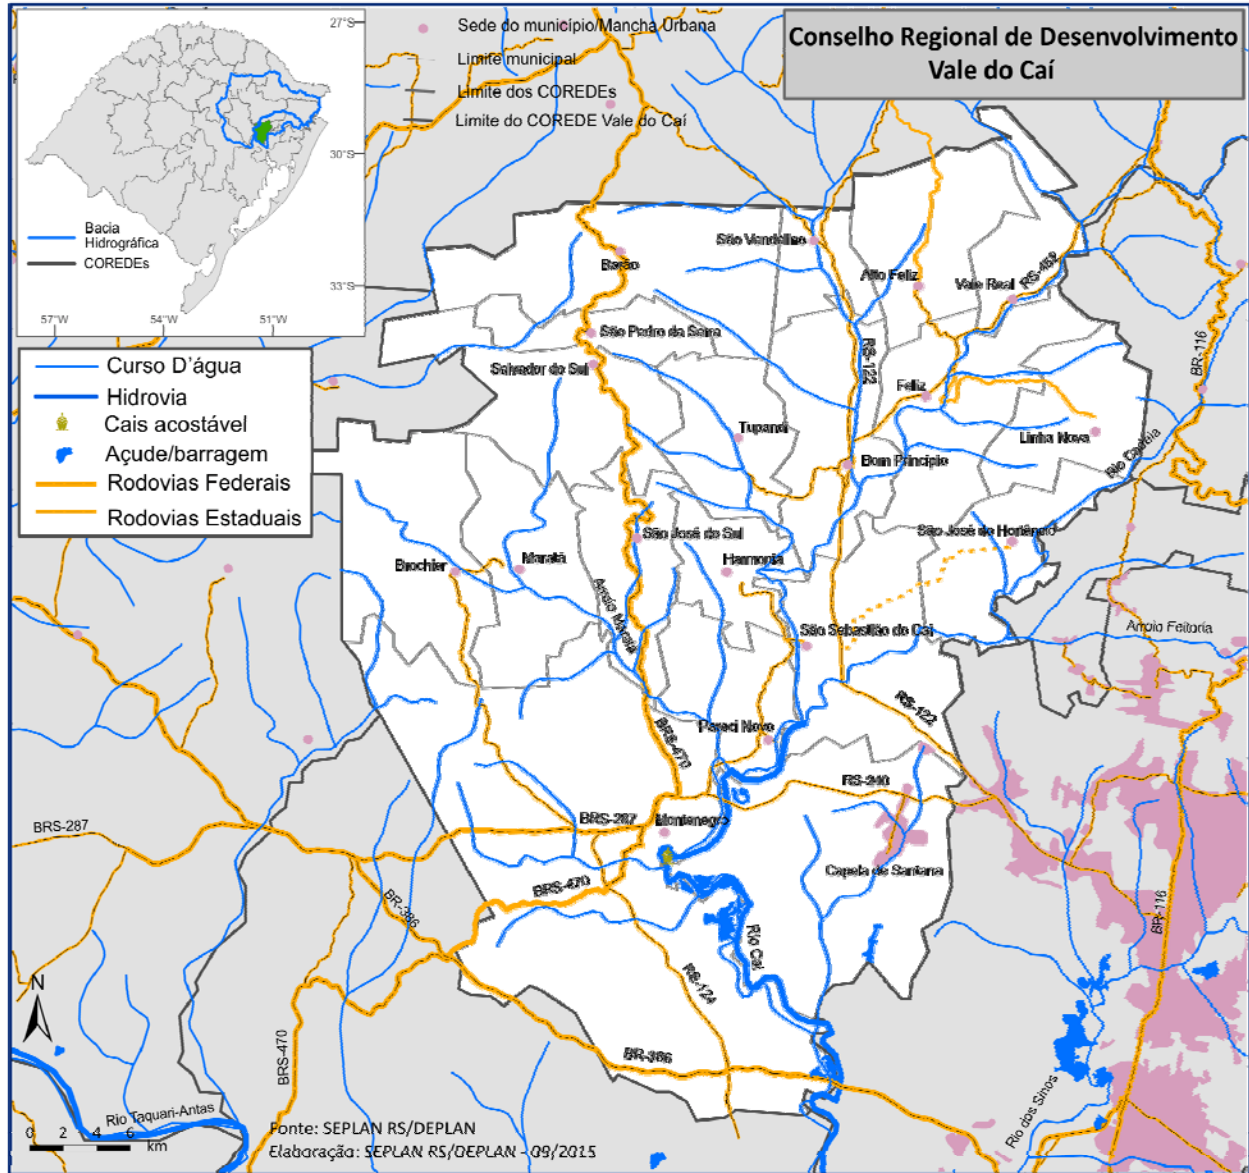 Conselho Regional de Desenvolvimento
Vale do Caí
Sede do município/Mancha Urbana
Limite municipal
Limite dos COREDEs
Limite do COREDE Vale do Caí
27°S
30°S
33°S
57°W
54°W
51°W
Bacia
Hidrográfica
COREDEs
Curso D'água
Hidrovia
Cais acostável
Açude/barragem
Rodovias Federais
Rodovias Estaduais
São Vendelino
Barão
Alto Feliz
Vale Real
RS-452
São Pedro da Serra
RS-122
BR-116
Salvador do Sul
Feliz
Tupandi
Linha Nova
Rio Cadeia
Bom Princípio
São José do Hortêncio
São José do Sul
Brochier
Maratá
Harmonia
Arroio Maratá
São Sebastião do Caí
Arroio Feitoria
RS-122
Pareci Novo
BRS-470
RS-240
BRS-287
BRS-287
Montenegro
Capela de Santana
BRS-470
BR-386
BR-116
Rio Caí
RS-124
N
BRS-470
BR-386
Rio dos Sinos
Rio Taquari-Antas
0 2 4 6
km
Fonte: SEPLAN RS/DEPLAN
Elaboração: SEPLAN RS/DEPLAN - 09/2015